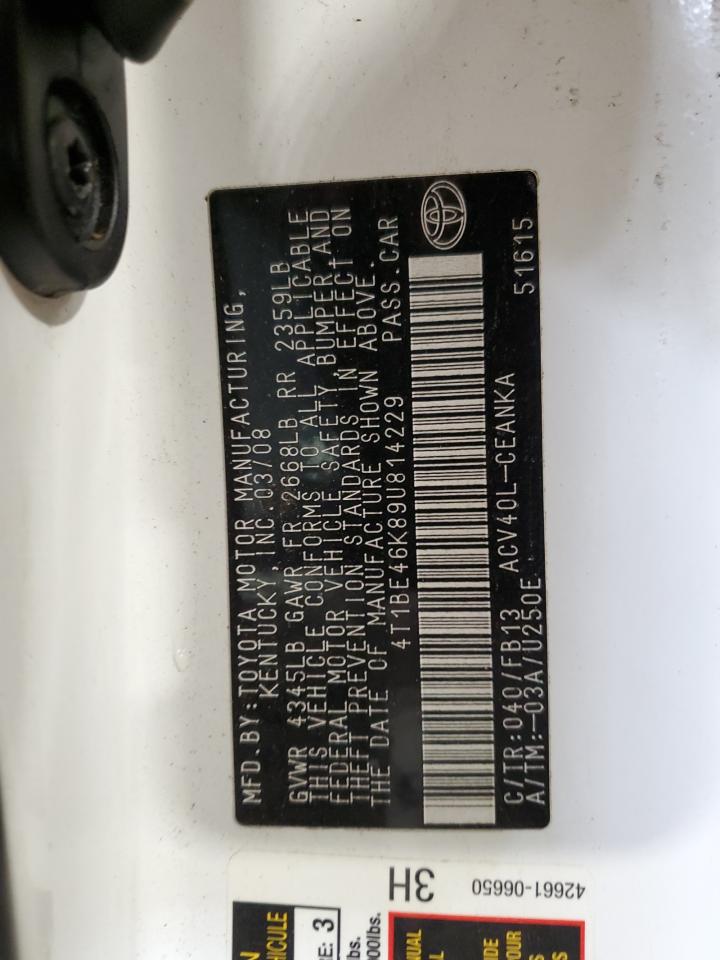 MFD.BY:TOYOTA MOTOR MANUFACTURING,
KENTUCKY, INC. 03/08
GVWR 4345LB GAWR FR 2668LB RR 2359LB
THIS VEHICLE CONFORMS TO ALL APPLICABLE
FEDERAL MOTOR VEHICLE SAFETY, BUMPER, AND
THEFT PREVENTION STANDARDS IN EFFECT ON
THE DATE OF MANUFACTURE SHOWN ABOVE.
4T1BE46K89U814229 PASS.CAR
C/TR:040/FB13 ACV40L-CEANKA 51615
A/TM:-03A/U250E
3H
42661-06650
3
lbs.